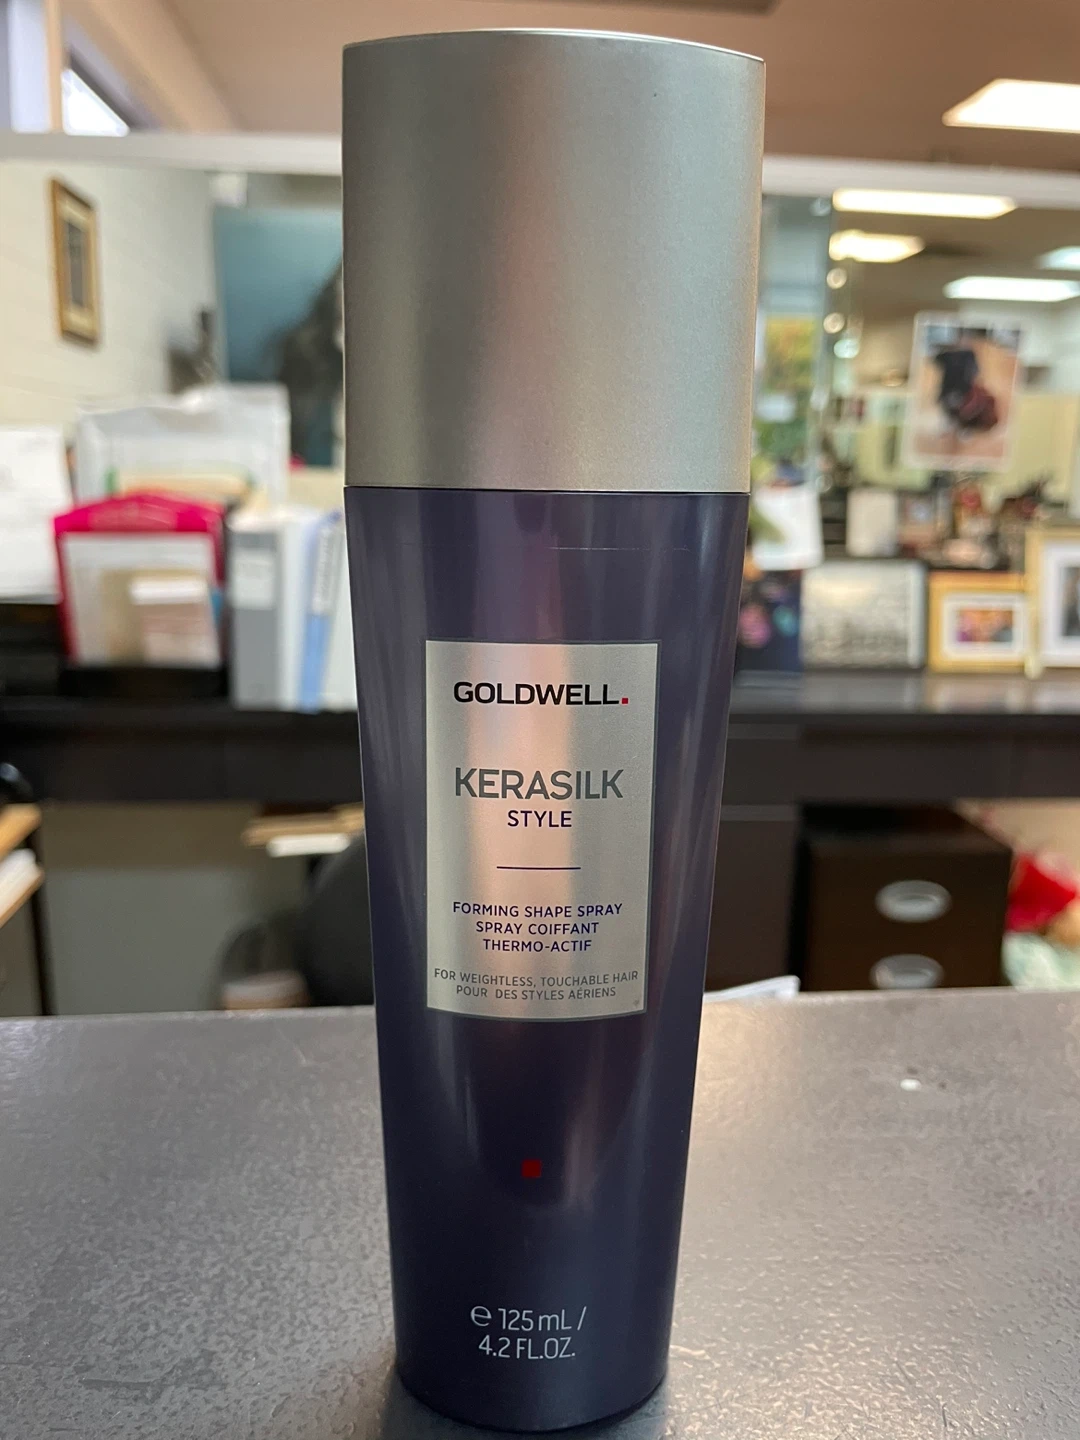 GOLDWELL.
KERASILK
STYLE
FORMING SHAPE SPRAY
SPRAY COIFFANT
THERMO-ACTIF
FOR WEIGHTLESS, TOUCHABLE HAIR
POUR DES STYLES AÉRIENS
℮ 125 mL /
4.2 FL.OZ.